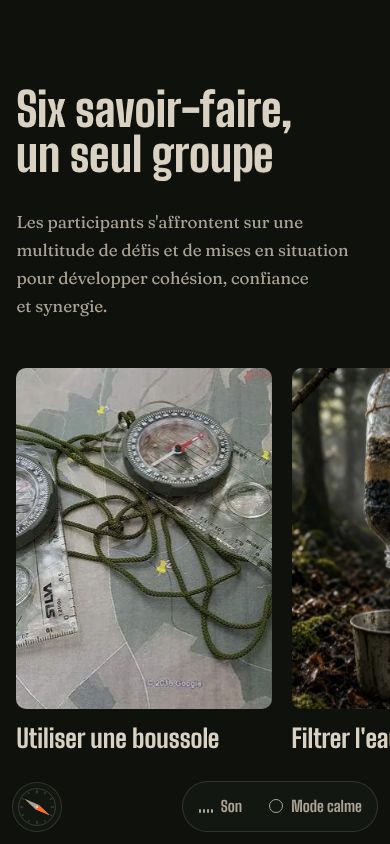 Six savoir-faire,
un seul groupe
Les participants s'affrontent sur une
multitude de défis et de mises en situation
pour développer cohésion, confiance
et synergie.
SILVA
© 2018 Google
Utiliser une boussole
Filtrer l'ea
Son
Mode calme